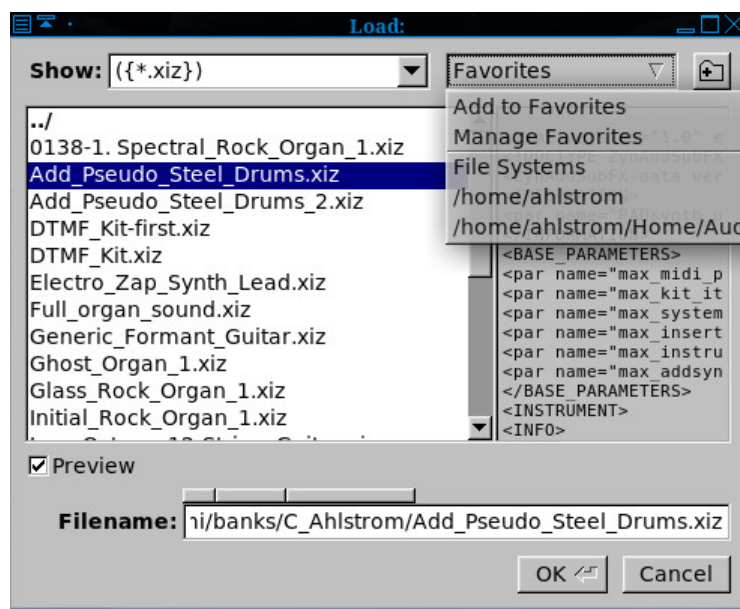 Load:
Show: ({*.xiz})
Favorites
Add to Favorites
Manage Favorites
File Systems
/home/ahlstrom
/home/ahlstrom/Home/Aud
../
0138-1. Spectral_Rock_Organ_1.xiz
Add_Pseudo_Steel_Drums.xiz
Add_Pseudo_Steel_Drums_2.xiz
DTMF_Kit-first.xiz
DTMF_Kit.xiz
Electro_Zap_Synth_Lead.xiz
Full_organ_sound.xiz
Generic_Formant_Guitar.xiz
Ghost_Organ_1.xiz
Glass_Rock_Organ_1.xiz
Initial_Rock_Organ_1.xiz
<BASE_PARAMETERS>
<par name="max_midi_p
<par name="max_kit_it
<par name="max_system
<par name="max_insert
<par name="max_instru
<par name="max_addsyn
</BASE_PARAMETERS>
<INSTRUMENT>
<INFO>
Preview
Filename: ni/banks/C_Ahlstrom/Add_Pseudo_Steel_Drums.xiz
OK Cancel